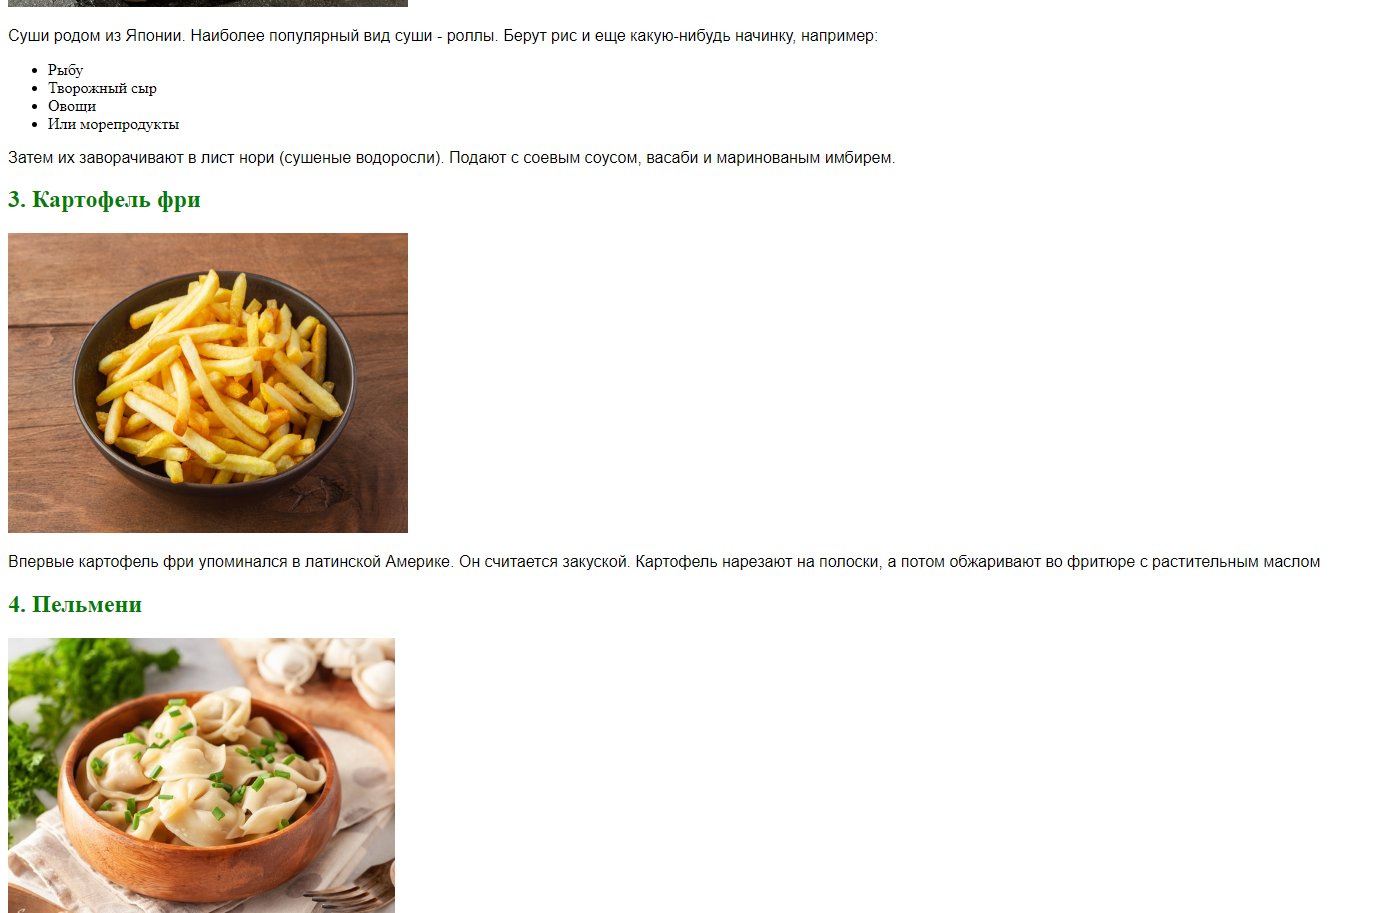 Суши родом из Японии. Наиболее популярный вид суши - роллы. Берут рис и еще какую-нибудь начинку, например:
Рыбу
Творожный сыр
Овощи
Или морепродукты
Затем их заворачивают в лист нори (сушеные водоросли). Подают с соевым соусом, васаби и маринованым имбирем.
3. Картофель фри
Впервые картофель фри упоминался в латинской Америке. Он считается закуской. Картофель нарезают на полоски, а потом обжаривают во фритюре с растительным маслом
4. Пельмени